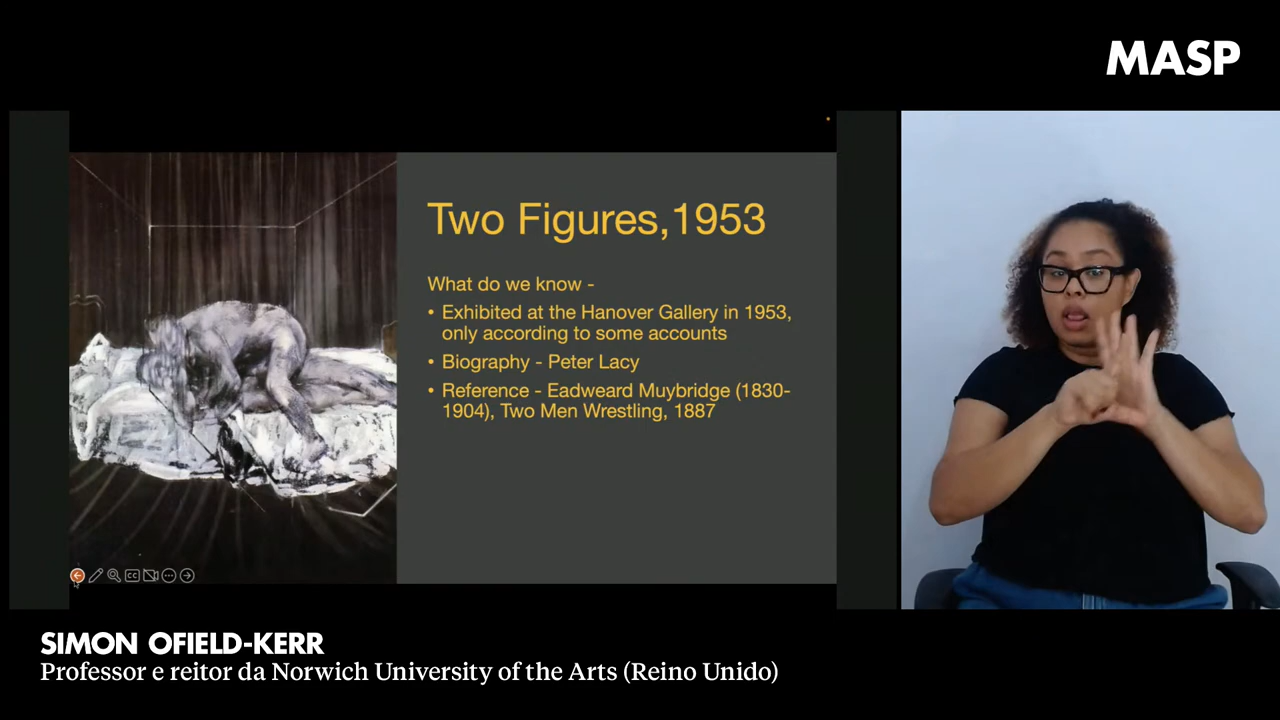 MASP
Two Figures,1953
What do we know -
• Exhibited at the Hanover Gallery in 1953,
only according to some accounts
• Biography - Peter Lacy
• Reference - Eadweard Muybridge (1830-
1904), Two Men Wrestling, 1887
CC
SIMON OFIELD-KERR
Professor e reitor da Norwich University of the Arts (Reino Unido)